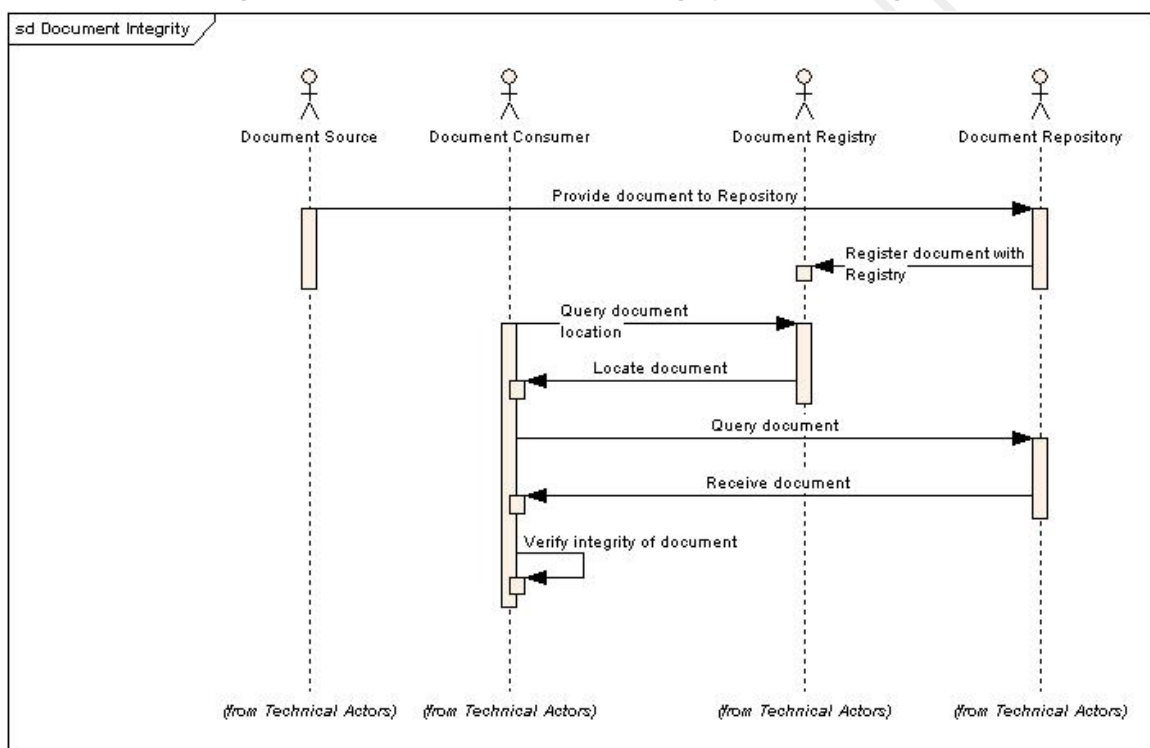 sd Document Integrity
Document Source
Document Consumer
Document Registry
Document Repository
Provide document to Repository
Register document with
Registry
Query document
location
Locate document
Query document
Receive document
Verify integrity of document
(from Technical Actors)
(from Technical Actors)
(from Technical Actors)
(from Technical Actors)